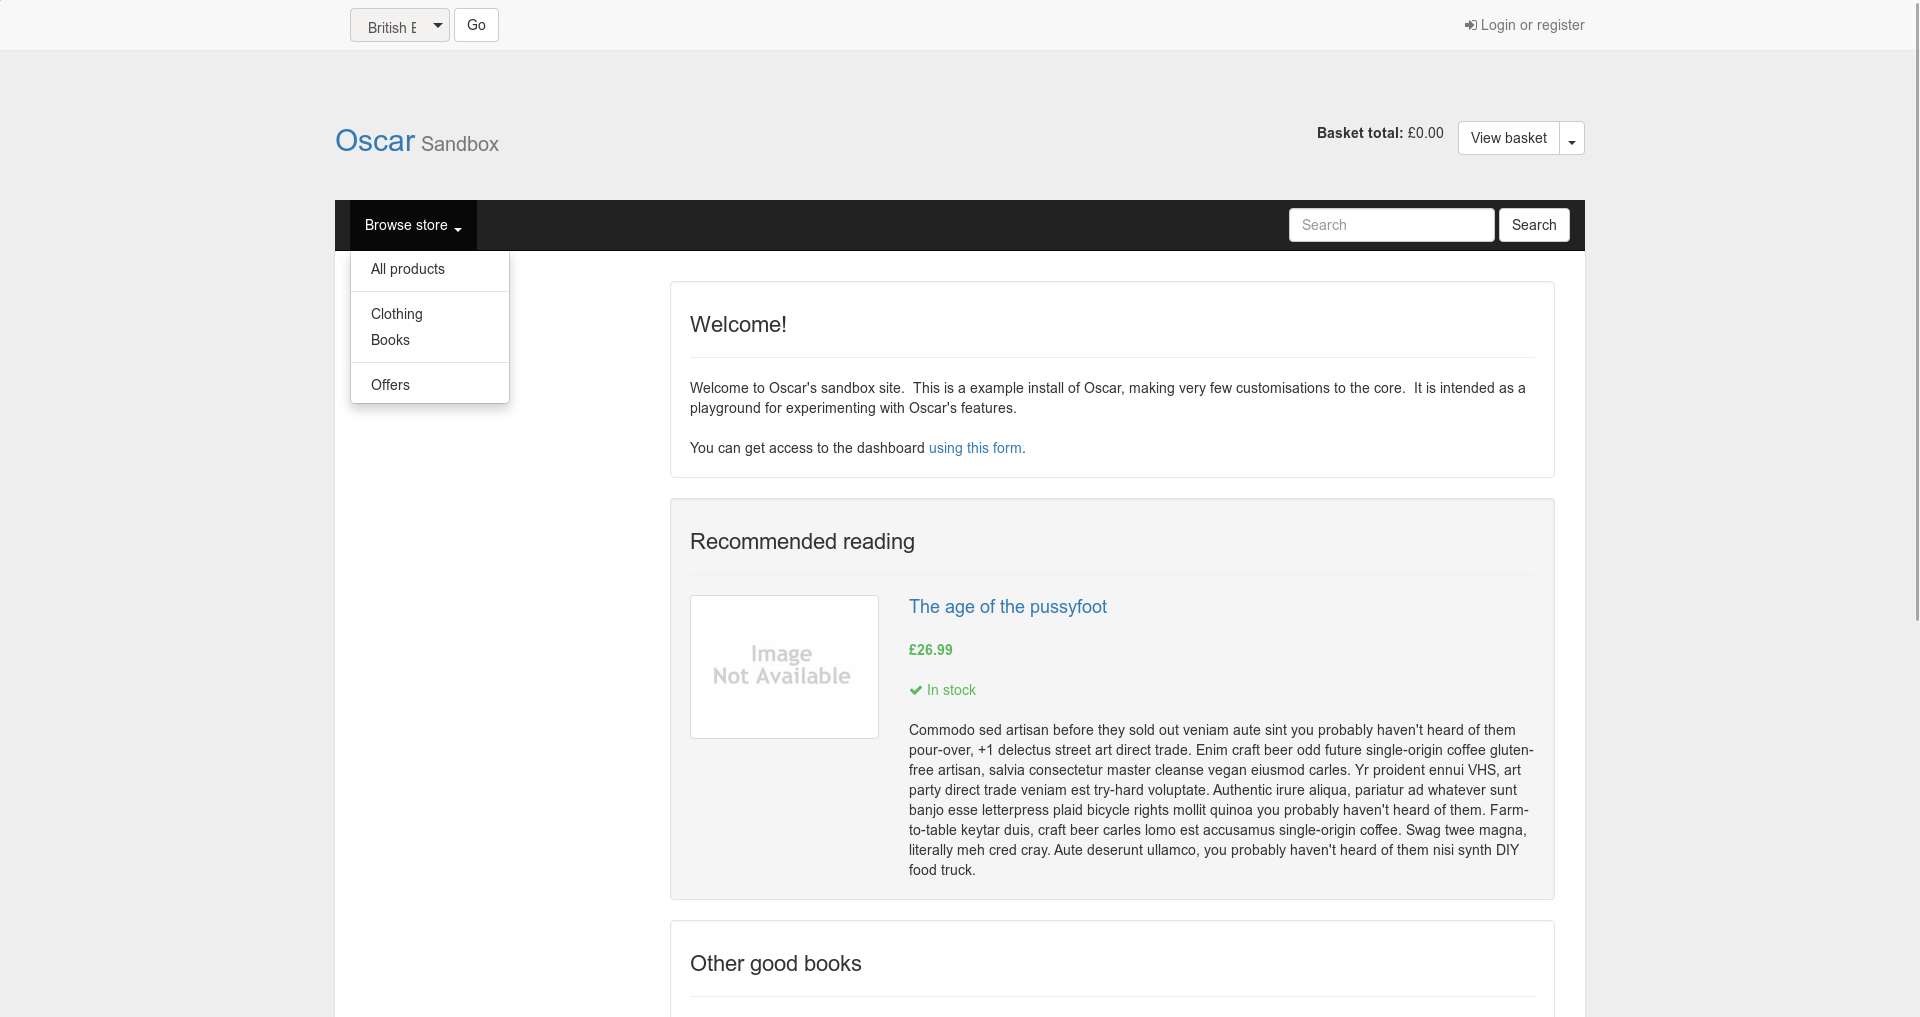 British E
Go
Login or register
Oscar Sandbox
Basket total: £0.00
View basket
Browse store
Search
Search
All products
Clothing
Books
Offers
Welcome!
Welcome to Oscar's sandbox site.  This is a example install of Oscar, making very few customisations to the core.  It is intended as a
playground for experimenting with Oscar's features.
You can get access to the dashboard using this form.
Recommended reading
Image
Not Available
The age of the pussyfoot
£26.99
In stock
Commodo sed artisan before they sold out veniam aute sint you probably haven't heard of them
pour-over, +1 delectus street art direct trade. Enim craft beer odd future single-origin coffee gluten-
free artisan, salvia consectetur master cleanse vegan eiusmod carles. Yr proident ennui VHS, art
party direct trade veniam est try-hard voluptate. Authentic irure aliqua, pariatur ad whatever sunt
banjo esse letterpress plaid bicycle rights mollit quinoa you probably haven't heard of them. Farm-
to-table keytar duis, craft beer carles lomo est accusamus single-origin coffee. Swag twee magna,
literally meh cred cray. Aute deserunt ullamco, you probably haven't heard of them nisi synth DIY
food truck.
Other good books